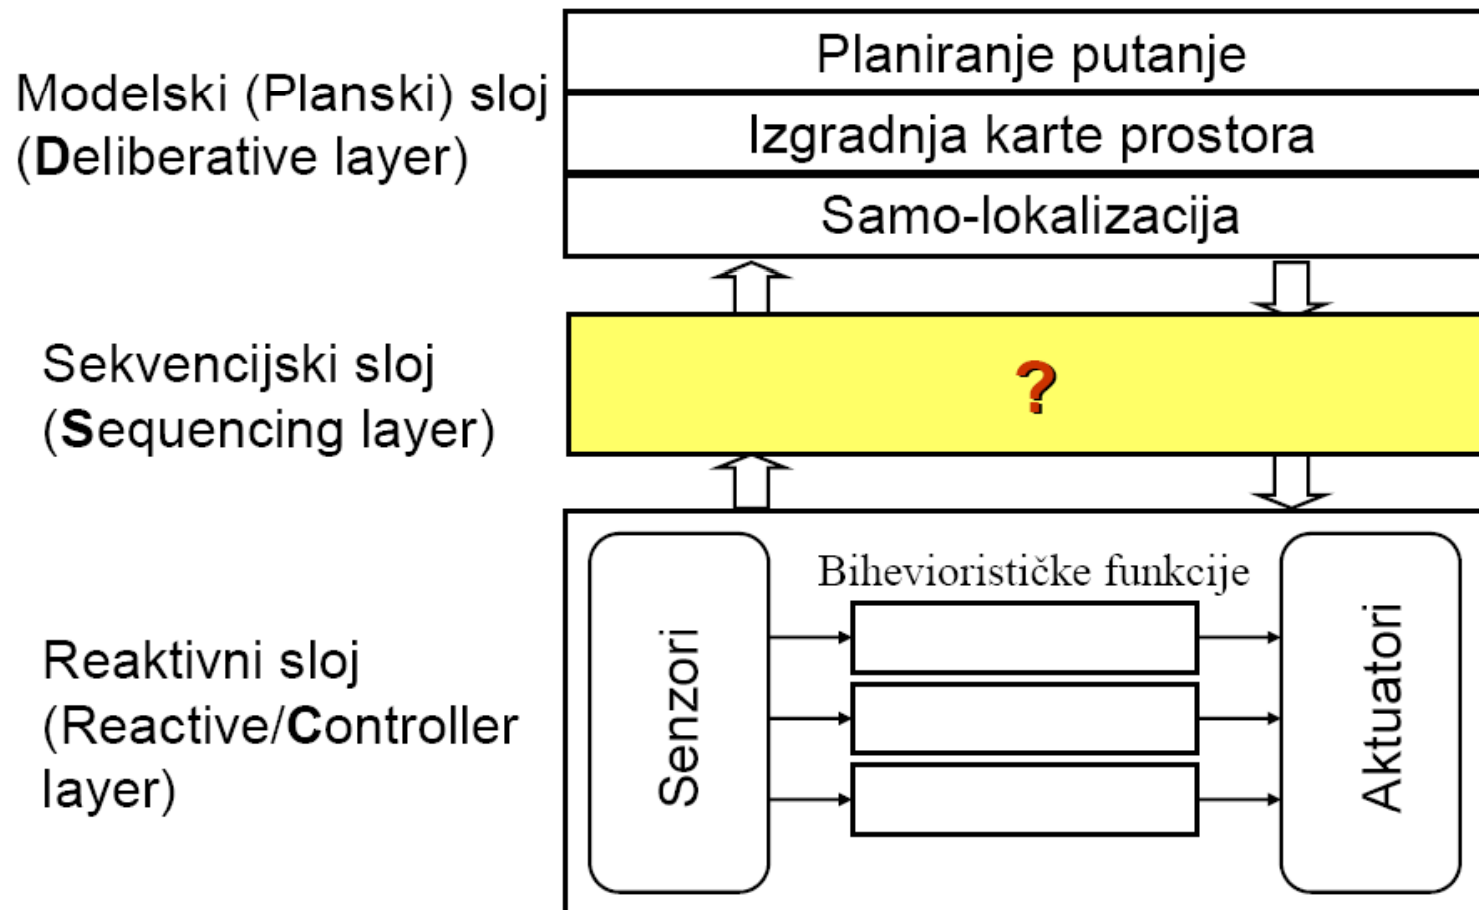 Modelski (Planski) sloj
(Deliberative layer)
Planiranje putanje
Izgradnja karte prostora
Samo-lokalizacija
Sekvencijski sloj
(Sequencing layer)
?
Reaktivni sloj
(Reactive/Controller
layer)
Senzori
Biheviorističke funkcije
Aktuatori